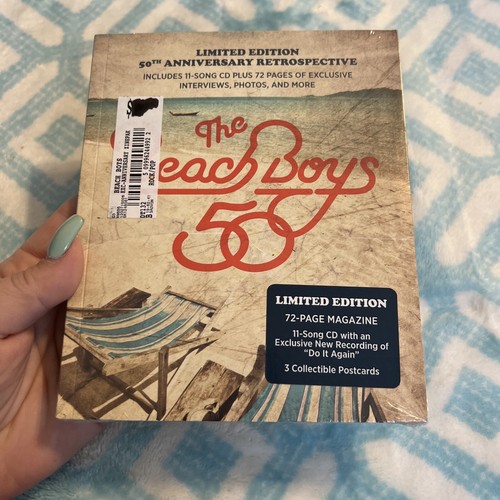 LIMITED EDITION
50TH ANNIVERSARY RETROSPECTIVE
INCLUDES 11-SONG CD PLUS 72 PAGES OF EXCLUSIVE
INTERVIEWS, PHOTOS, AND MORE
The
Beach Boys
50
BEACH BOYS
ROCK/POP
LIMITED EDITION
72-PAGE MAGAZINE
11-Song CD with an
Exclusive New Recording of
"Do It Again"
3 Collectible Postcards